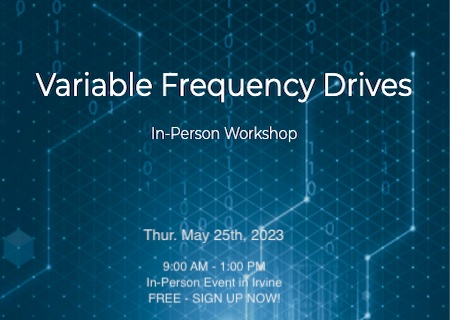 Variable Frequency Drives
In-Person Workshop
Thur. May 25th, 2023
9:00 AM - 1:00 PM
In-Person Event in Irvine
FREE - SIGN UP NOW!